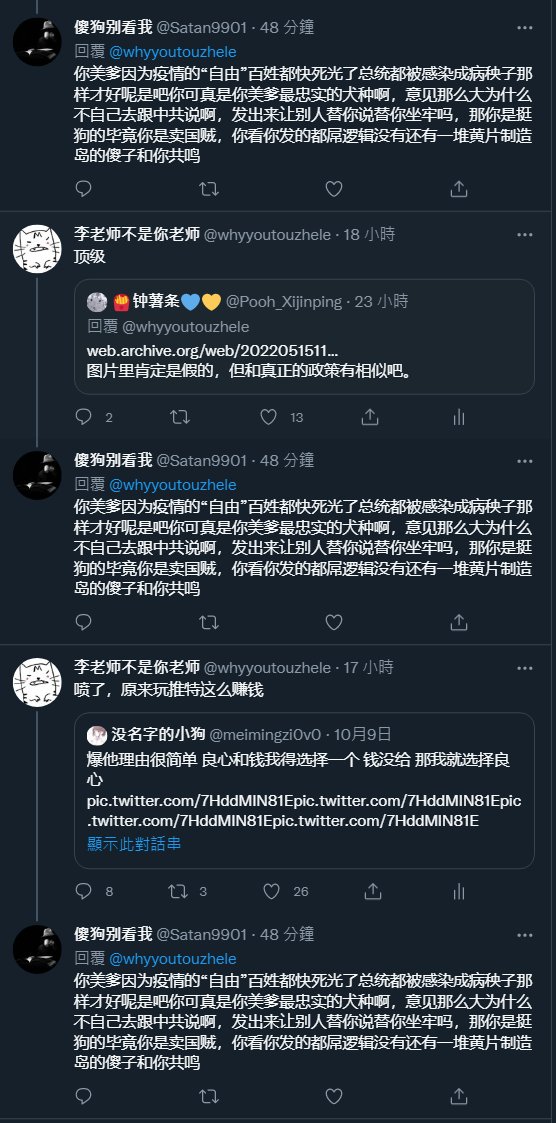 傻狗别看我 @Satan9901 · 48 分鐘
回覆 @whyyoutouzhele
你美爹因为疫情的“自由”百姓都快死光了总统都被感染成病秧子那
样才好呢是吧你可真是你美爹最忠实的犬种啊，意见那么大为什么
不自己去跟中共说啊，发出来让别人替你说替你坐牢吗，那你是挺
狗的毕竟你是卖国贼，你看你发的都屌逻辑没有还有一堆黄片制造
岛的傻子和你共鸣
李老师不是你老师 @whyyoutouzhele · 18 小時
顶级
🍟钟薯条💙💛 @Pooh_Xijinping · 23 小時
回覆 @whyyoutouzhele
web.archive.org/web/2022051511...
图片里肯定是假的，但和真正的政策有相似吧。
2
13
傻狗别看我 @Satan9901 · 48 分鐘
回覆 @whyyoutouzhele
你美爹因为疫情的“自由”百姓都快死光了总统都被感染成病秧子那
样才好呢是吧你可真是你美爹最忠实的犬种啊，意见那么大为什么
不自己去跟中共说啊，发出来让别人替你说替你坐牢吗，那你是挺
狗的毕竟你是卖国贼，你看你发的都屌逻辑没有还有一堆黄片制造
岛的傻子和你共鸣
李老师不是你老师 @whyyoutouzhele · 17 小時
喷了，原来玩推特这么赚钱
没名字的小狗 @meimingzi0v0 · 10月9日
爆他理由很简单 良心和钱我得选择一个 钱没给 那我就选择良
心
pic.twitter.com/7HddMIN81Epic.twitter.com/7HddMIN81Epic
.twitter.com/7HddMIN81Epic.twitter.com/7HddMIN81E
顯示此對話串
8
3
26
傻狗别看我 @Satan9901 · 48 分鐘
回覆 @whyyoutouzhele
你美爹因为疫情的“自由”百姓都快死光了总统都被感染成病秧子那
样才好呢是吧你可真是你美爹最忠实的犬种啊，意见那么大为什么
不自己去跟中共说啊，发出来让别人替你说替你坐牢吗，那你是挺
狗的毕竟你是卖国贼，你看你发的都屌逻辑没有还有一堆黄片制造
岛的傻子和你共鸣